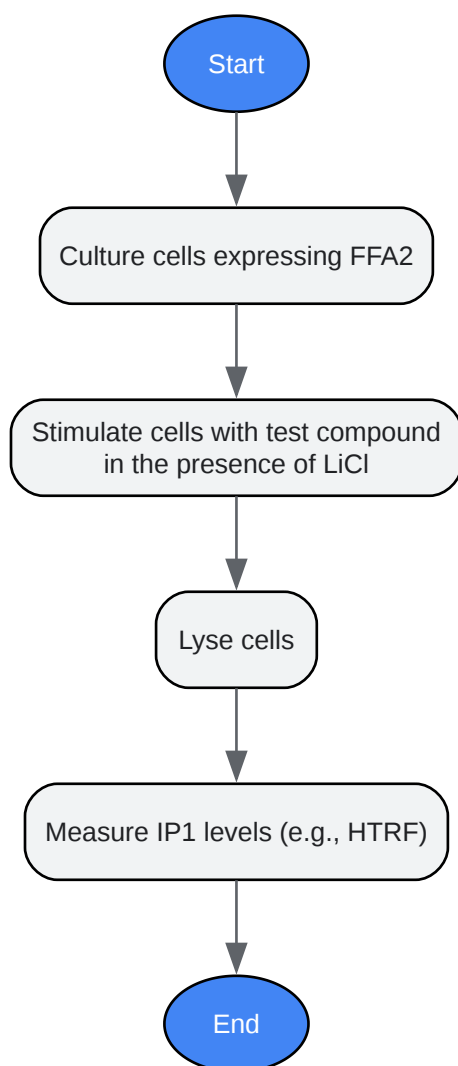 Start
Culture cells expressing FFA2
Stimulate cells with test compound
in the presence of LiCl
Lyse cells
Measure IP1 levels (e.g., HTRF)
End